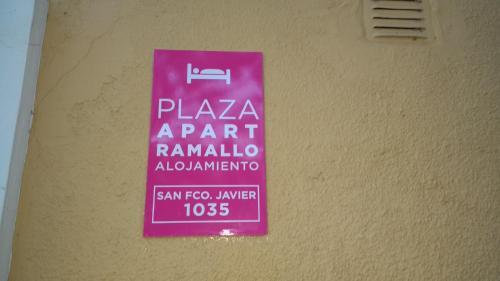 PLAZA
APART
RAMALLO
ALOJAMIENTO
SAN FCO. JAVIER
1035